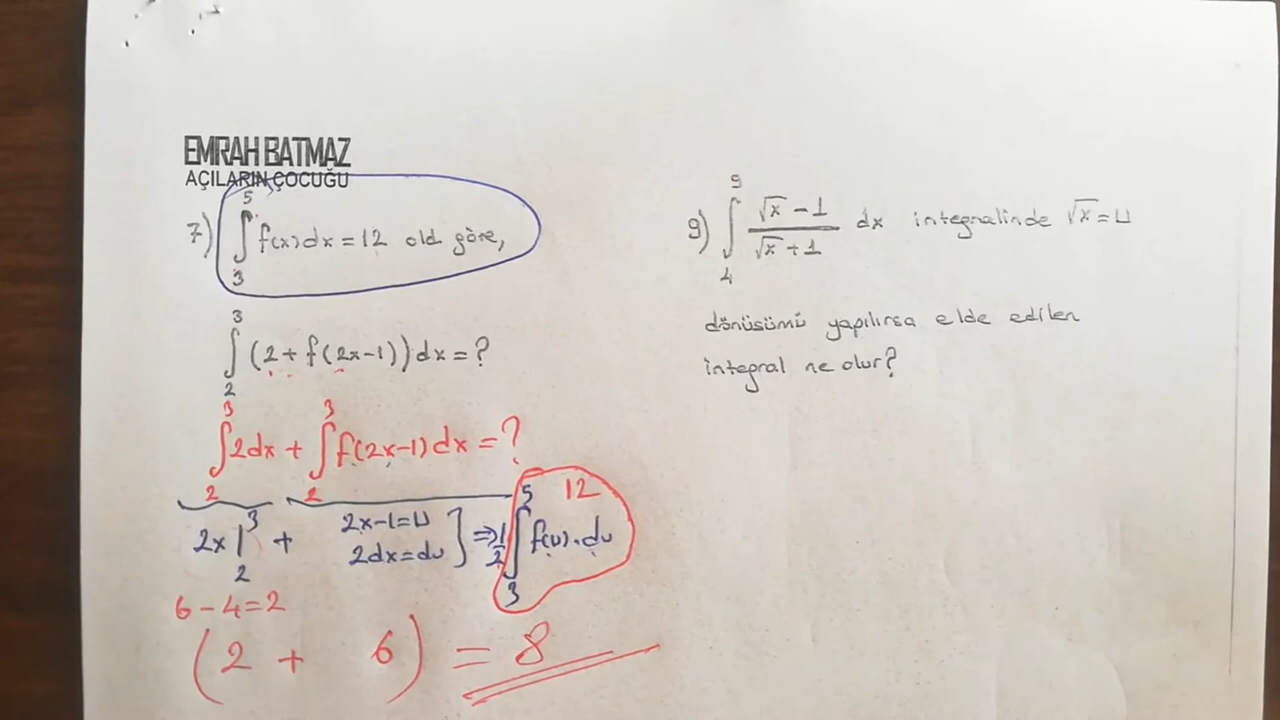 EMRAH BATMAZ
AÇILARIN ÇOCUĞU
7) ∫₃⁵ f(x)dx = 12 old göre,
∫₂³ (2 + f(2x-1)) dx = ?
∫₂³ 2dx + ∫₂³ f(2x-1) dx = ?
2x |₂³ + 2x-1=u
2dx=du ] ⇒ 1/2 ∫₃⁵ f(u).du 12
6 - 4 = 2
(2 + 6) = 8
9) ∫₄⁹ (√x - 1)/(√x + 1) dx integralinde √x = u
dönüsümü yapılırsa elde edilen
integral ne olur?